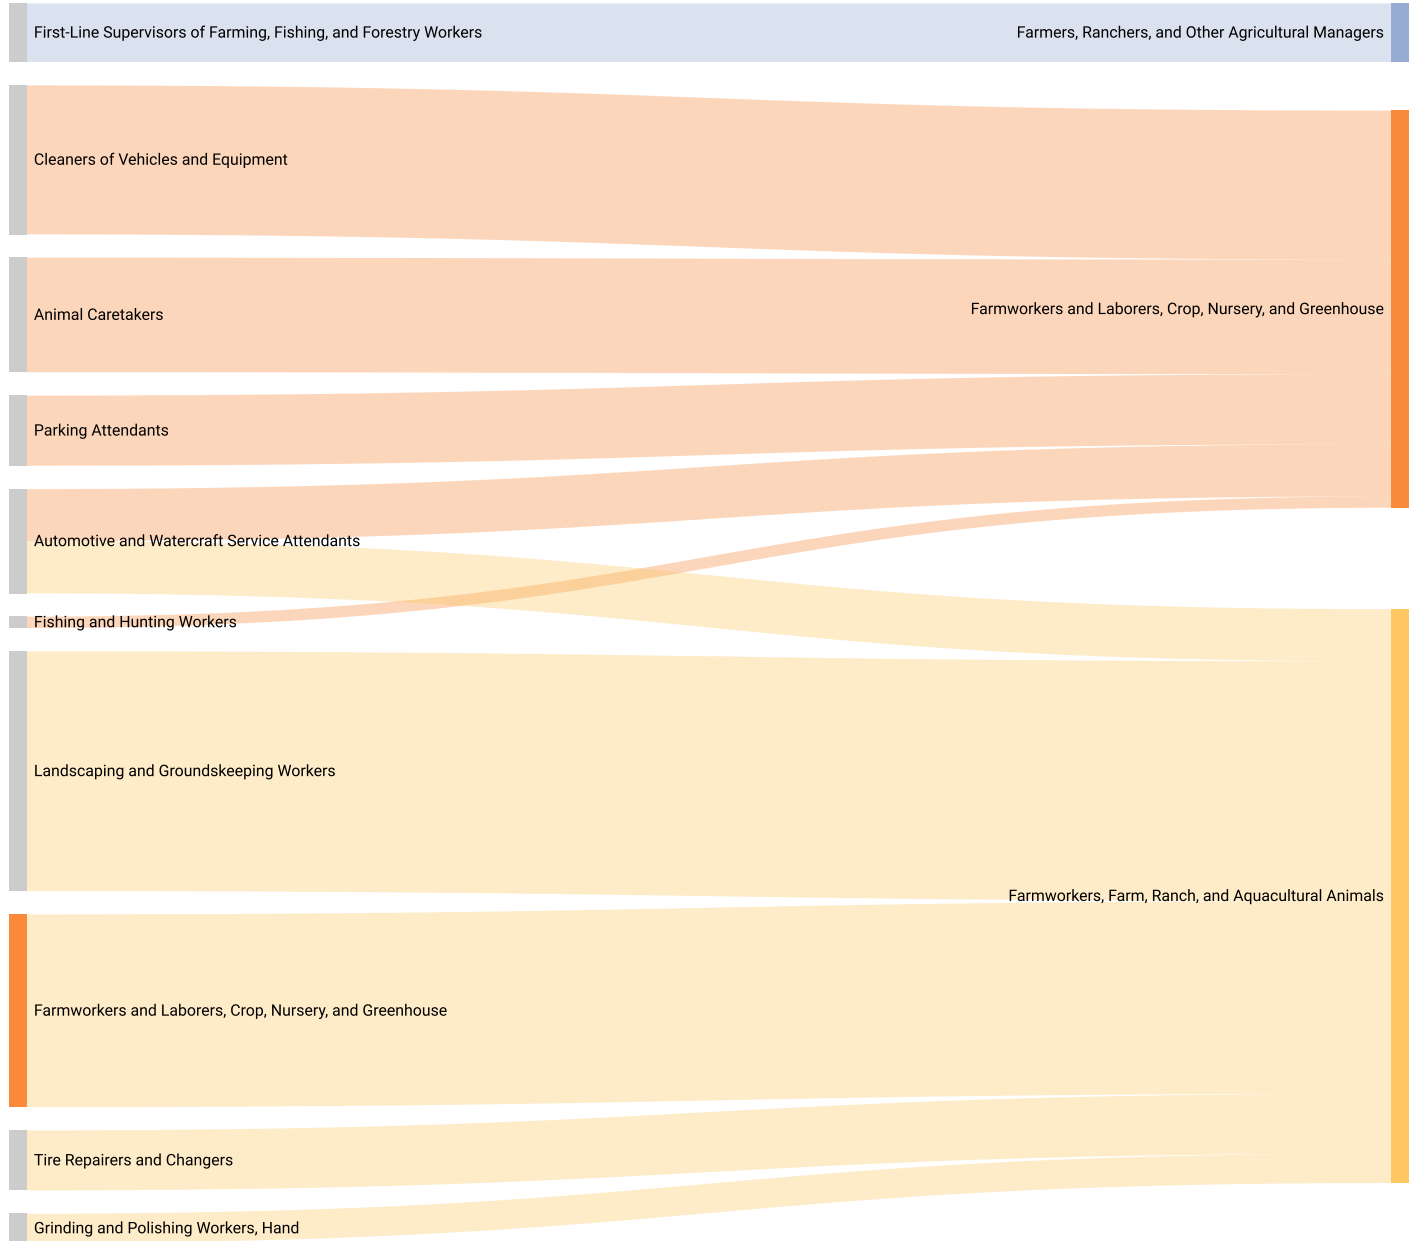 First-Line Supervisors of Farming, Fishing, and Forestry Workers
Farmers, Ranchers, and Other Agricultural Managers
Cleaners of Vehicles and Equipment
Animal Caretakers
Farmworkers and Laborers, Crop, Nursery, and Greenhouse
Parking Attendants
Automotive and Watercraft Service Attendants
Fishing and Hunting Workers
Landscaping and Groundskeeping Workers
Farmworkers, Farm, Ranch, and Aquacultural Animals
Farmworkers and Laborers, Crop, Nursery, and Greenhouse
Tire Repairers and Changers
Grinding and Polishing Workers, Hand